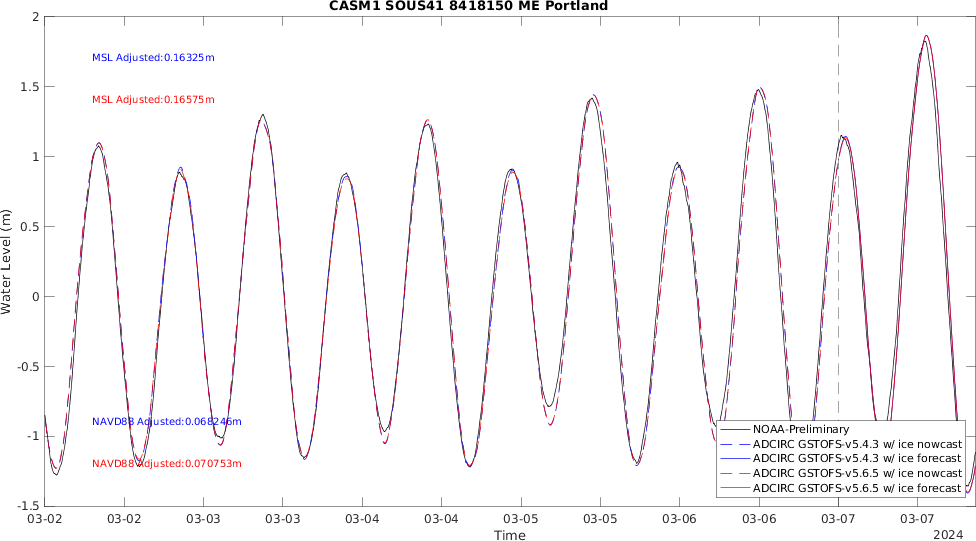 CASM1 SOUS41 8418150 ME Portland
2
1.5
1
0.5
0
-0.5
-1
-1.5
Water Level (m)
MSL Adjusted:0.16325m
MSL Adjusted:0.16575m
NAVD88 Adjusted:0.068246m
NAVD88 Adjusted:0.070753m
NOAA-Preliminary
ADCIRC GSTOFS-v5.4.3 w/ ice nowcast
ADCIRC GSTOFS-v5.4.3 w/ ice forecast
ADCIRC GSTOFS-v5.6.5 w/ ice nowcast
ADCIRC GSTOFS-v5.6.5 w/ ice forecast
03-02 03-02 03-03 03-03 03-04 03-04 03-05 03-05 03-06 03-06 03-07 03-07
Time
2024